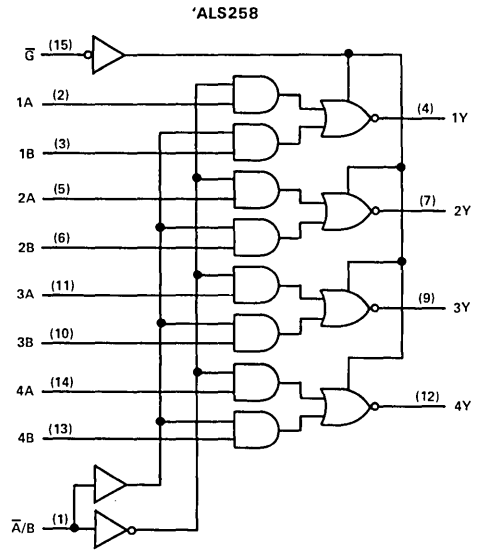 'ALS258
G̅ (15)
1A (2)
(4) 1Y
1B (3)
2A (5)
(7) 2Y
2B (6)
3A (11)
(9) 3Y
3B (10)
4A (14)
(12) 4Y
4B (13)
A̅/B (1)